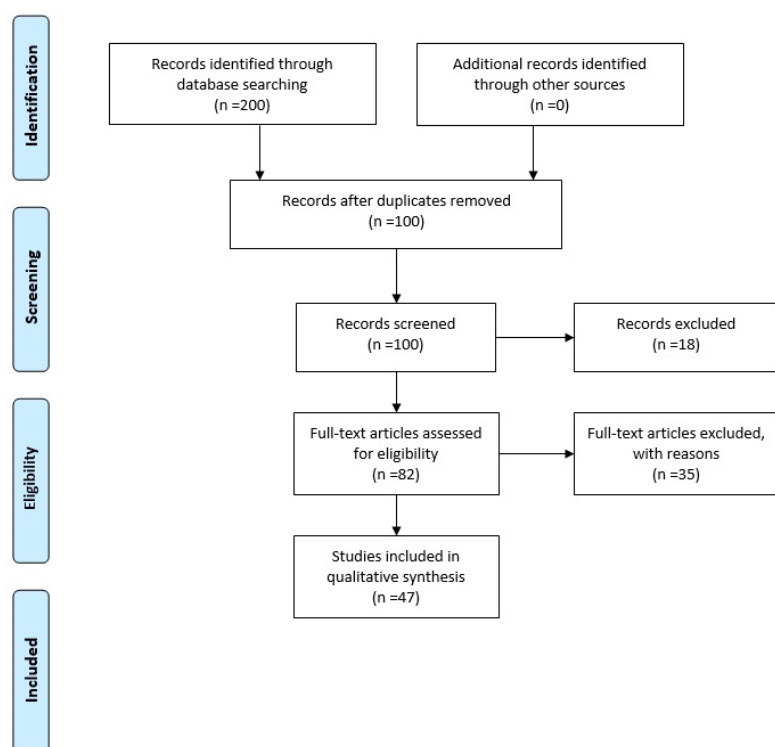 Identification
Records identified through
database searching
(n =200)
Additional records identified
through other sources
(n =0)
Records after duplicates removed
(n =100)
Screening
Records screened
(n =100)
Records excluded
(n =18)
Eligibility
Full-text articles assessed
for eligibility
(n =82)
Full-text articles excluded,
with reasons
(n =35)
Studies included in
qualitative synthesis
(n =47)
Included